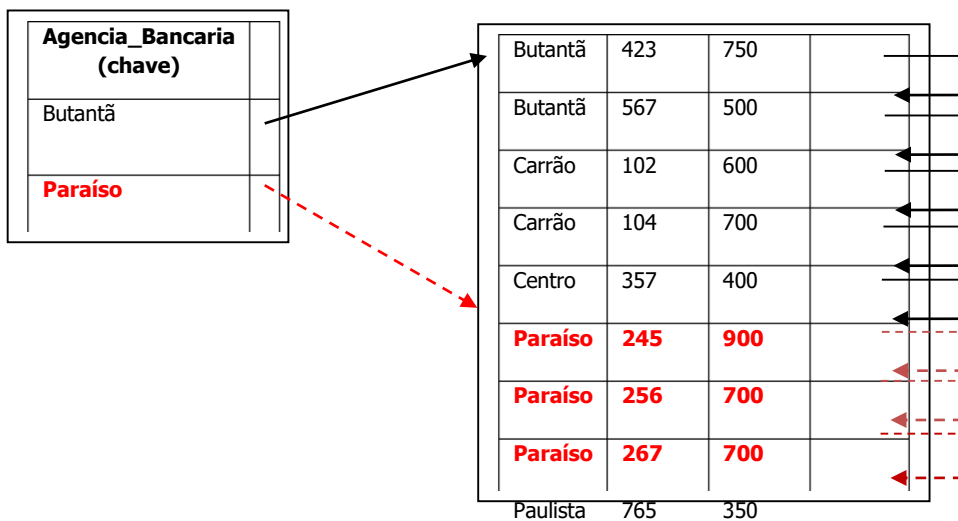 Agencia_Bancaria
(chave)
Butantã
Paraíso
Butantã 423 750
Butantã 567 500
Carrão 102 600
Carrão 104 700
Centro 357 400
Paraíso 245 900
Paraíso 256 700
Paraíso 267 700
Paulista 765 350